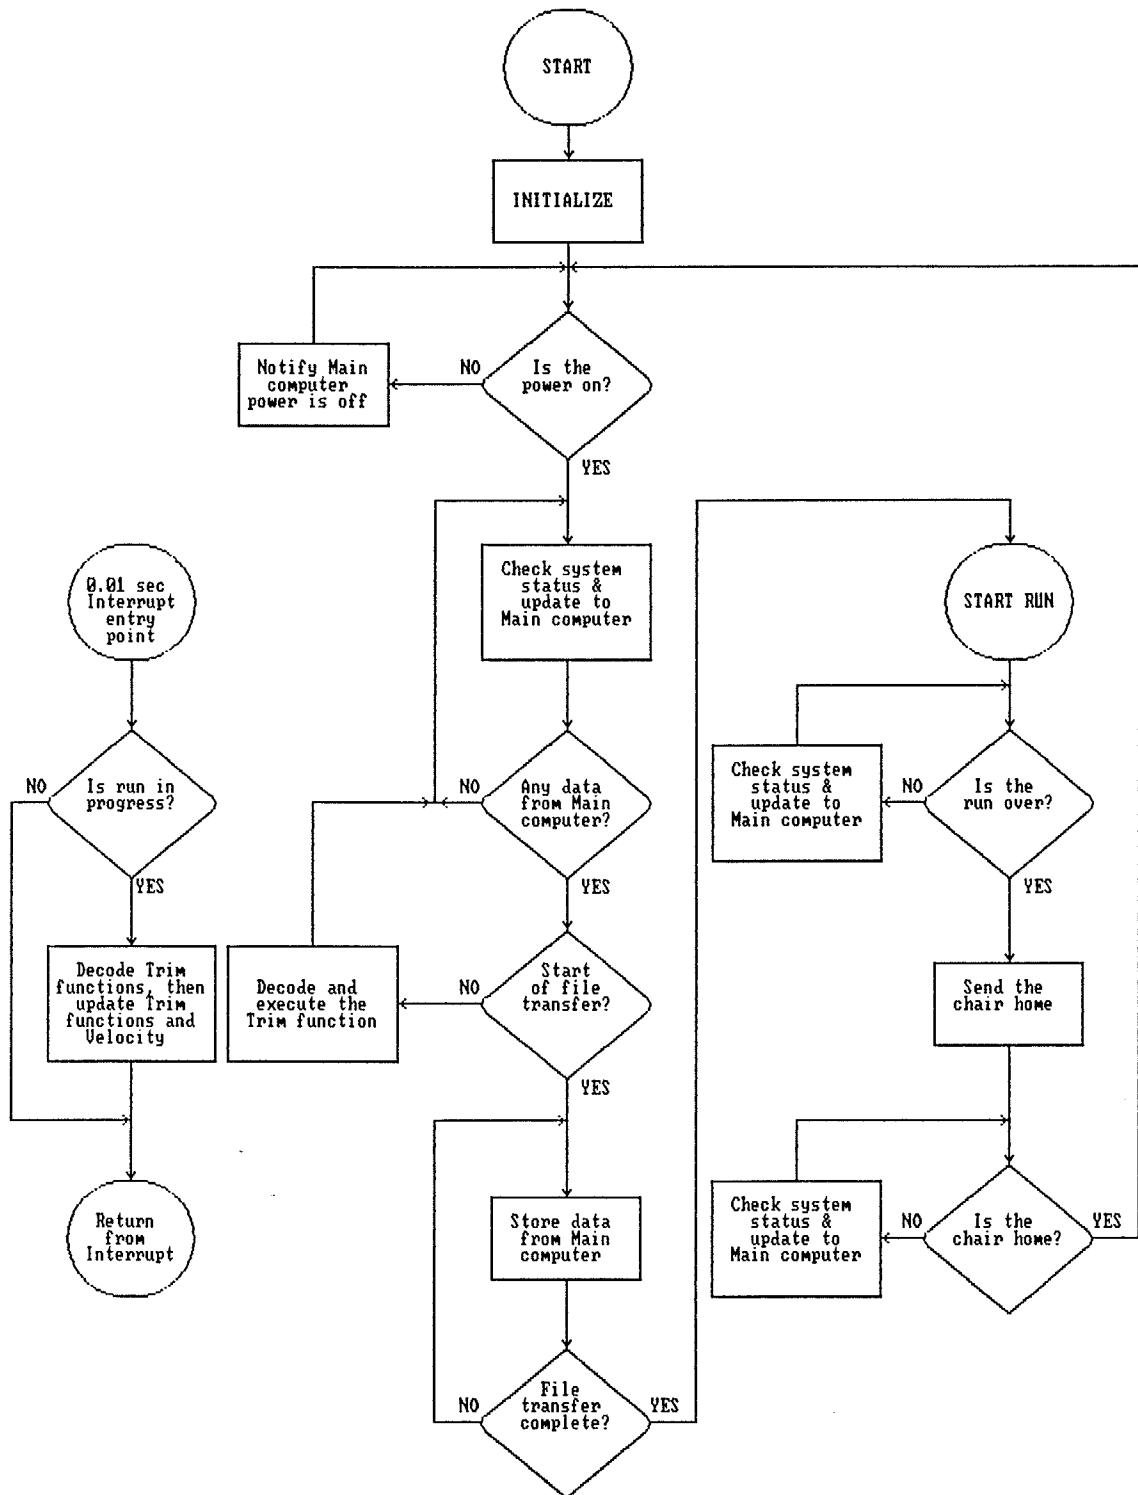 START
INITIALIZE
Notify Main
computer
power is off
NO
Is the
power on?
YES
0.01 sec
Interrupt
entry
point
Check system
status &
update to
Main computer
START RUN
NO
Is run in
progress?
YES
NO
Any data
from Main
computer?
YES
Check system
status &
update to
Main computer
NO
Is the
run over?
YES
Decode Trim
functions, then
update Trim
functions and
Velocity
Decode and
execute the
Trim function
NO
Start
of file
transfer?
YES
Send the
chair home
Return
from
Interrupt
Store data
from Main
computer
Check system
status &
update to
Main computer
NO
Is the
chair home?
YES
NO
File
transfer
complete?
YES